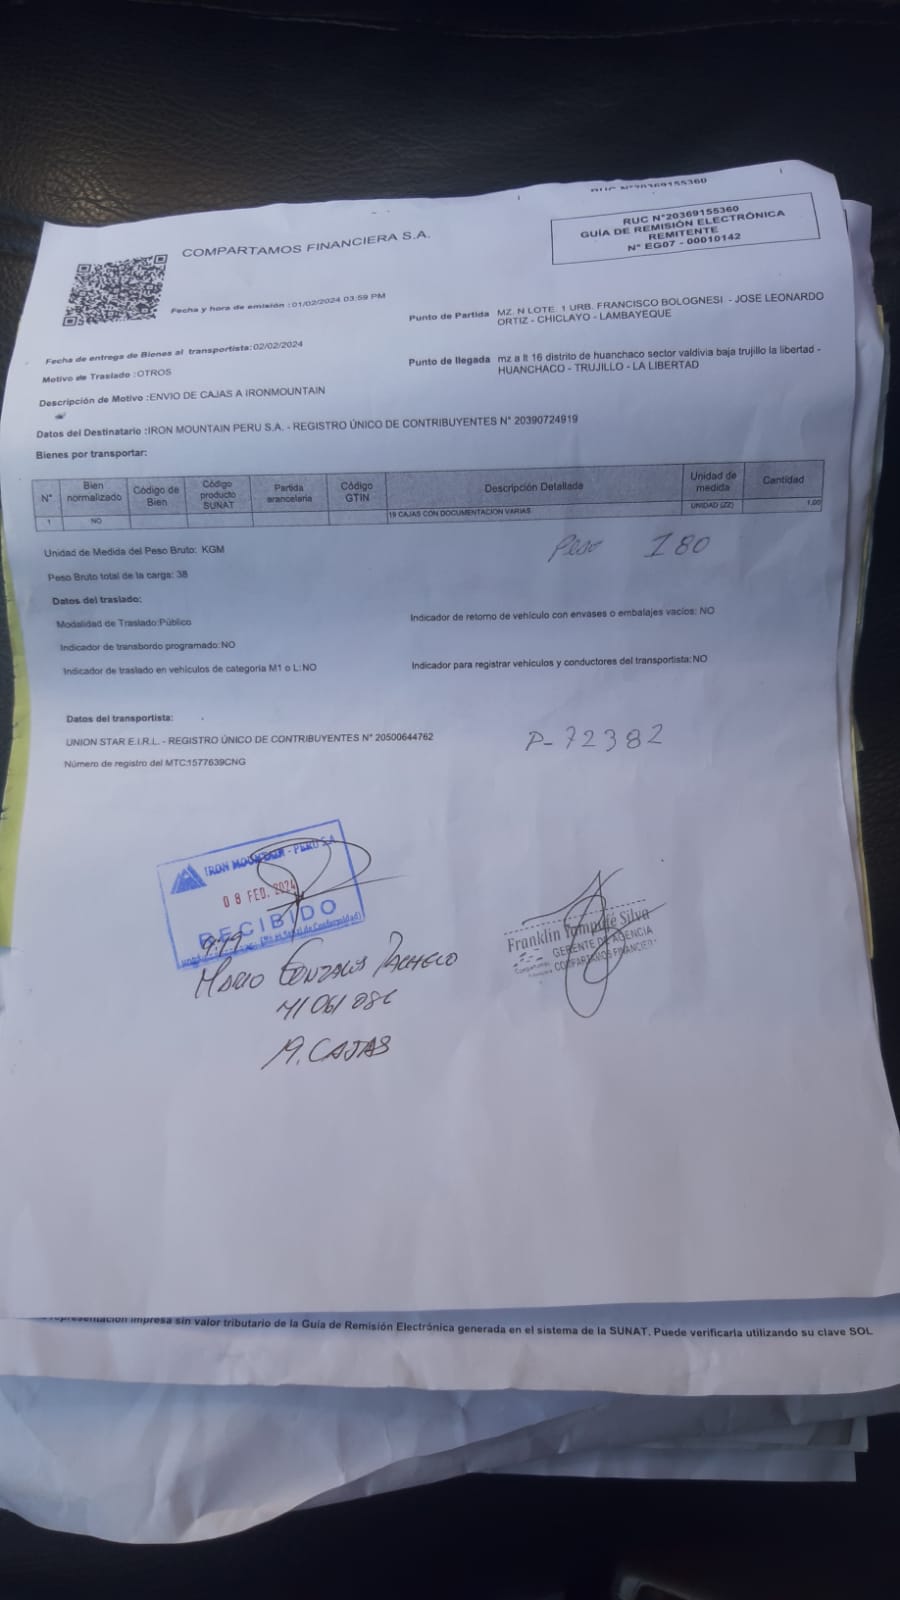 RUC N°20369155360
COMPARTAMOS FINANCIERA S.A.
RUC N°20369155360
GUÍA DE REMISIÓN ELECTRÓNICA
REMITENTE
N° EG07 - 00010142
Fecha y hora de emisión :01/02/2024 03:59 PM
Punto de Partida MZ. N LOTE. 1 URB. FRANCISCO BOLOGNESI - JOSE LEONARDO
ORTIZ - CHICLAYO - LAMBAYEQUE
Fecha de entrega de Bienes al transportista:02/02/2024
Punto de llegada mz a lt 16 distrito de huanchaco sector valdivia baja trujillo la libertad -
HUANCHACO - TRUJILLO - LA LIBERTAD
Motivo de Traslado :OTROS
Descripción de Motivo :ENVIO DE CAJAS A IRONMOUNTAIN
Datos del Destinatario :IRON MOUNTAIN PERU S.A. - REGISTRO ÚNICO DE CONTRIBUYENTES N° 20390724919
Bienes por transportar:
N° Bien normalizado Código de Bien Código producto SUNAT Partida arancelaria Código GTIN Descripción Detallada Unidad de medida Cantidad
1 NO 19 CAJAS CON DOCUMENTACION VARIAS UNIDAD (ZZ) 1.00
Unidad de Medida del Peso Bruto: KGM
Peso 180
Peso Bruto total de la carga: 38
Datos del traslado:
Modalidad de Traslado:Público
Indicador de retorno de vehículo con envases o embalajes vacíos: NO
Indicador de transbordo programado:NO
Indicador de traslado en vehículos de categoría M1 o L:NO
Indicador para registrar vehículos y conductores del transportista:NO
Datos del transportista:
UNION STAR E.I.R.L. - REGISTRO ÚNICO DE CONTRIBUYENTES N° 20500644762
P-72382
Número de registro del MTC:1577639CNG
IRON MOUNTAIN - PERU S.A
08 FEB. 2024
RECIBIDO
(No es Señal de Conformidad)
Franklin Silva
GERENTE DE AGENCIA
COMPARTAMOS FINANCIERA
MARIO GONZALES PACHECO
19. CAJAS
impresa sin valor tributario de la Guía de Remisión Electrónica generada en el sistema de la SUNAT. Puede verificarla utilizando su clave SOL